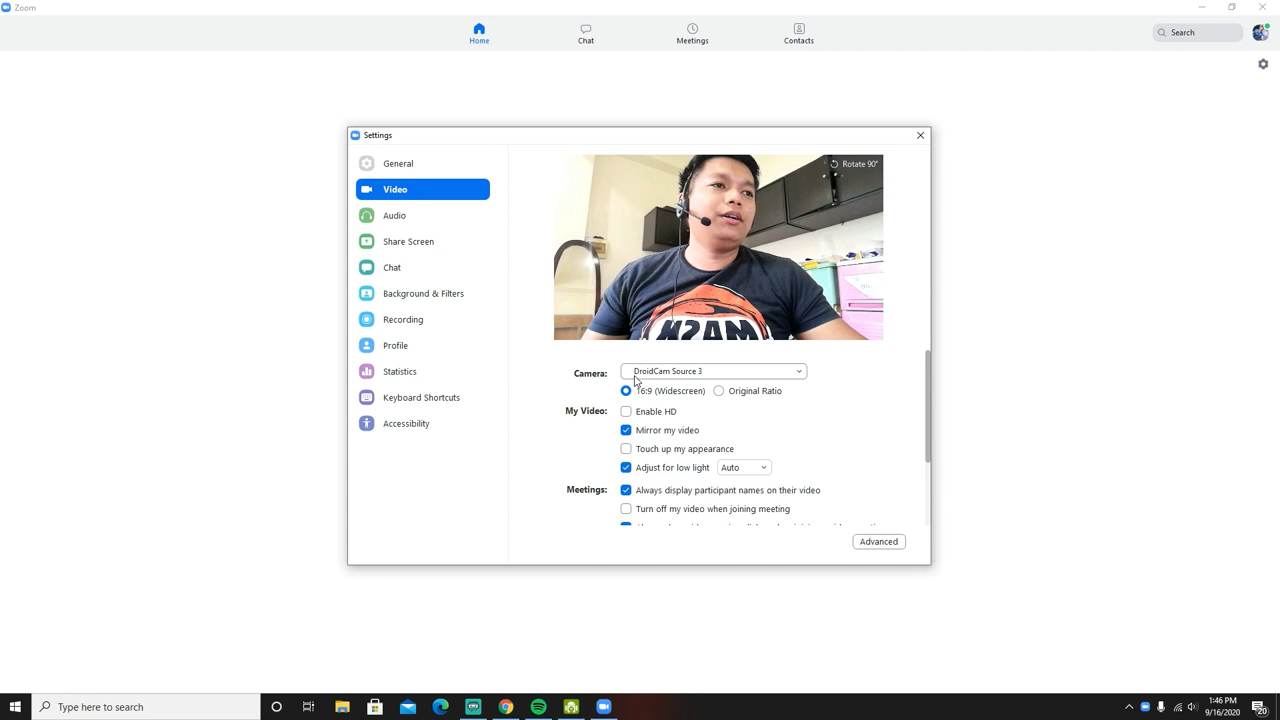 Zoom
Home
Chat
Meetings
Contacts
Search
Settings
General
Video
Audio
Share Screen
Chat
Background & Filters
Recording
Profile
Statistics
Keyboard Shortcuts
Accessibility
Rotate 90°
Camera:
DroidCam Source 3
16:9 (Widescreen)
Original Ratio
My Video:
Enable HD
Mirror my video
Touch up my appearance
Adjust for low light
Auto
Meetings:
Always display participant names on their video
Turn off my video when joining meeting
Advanced
Type here to search
1:46 PM
9/16/2020
20